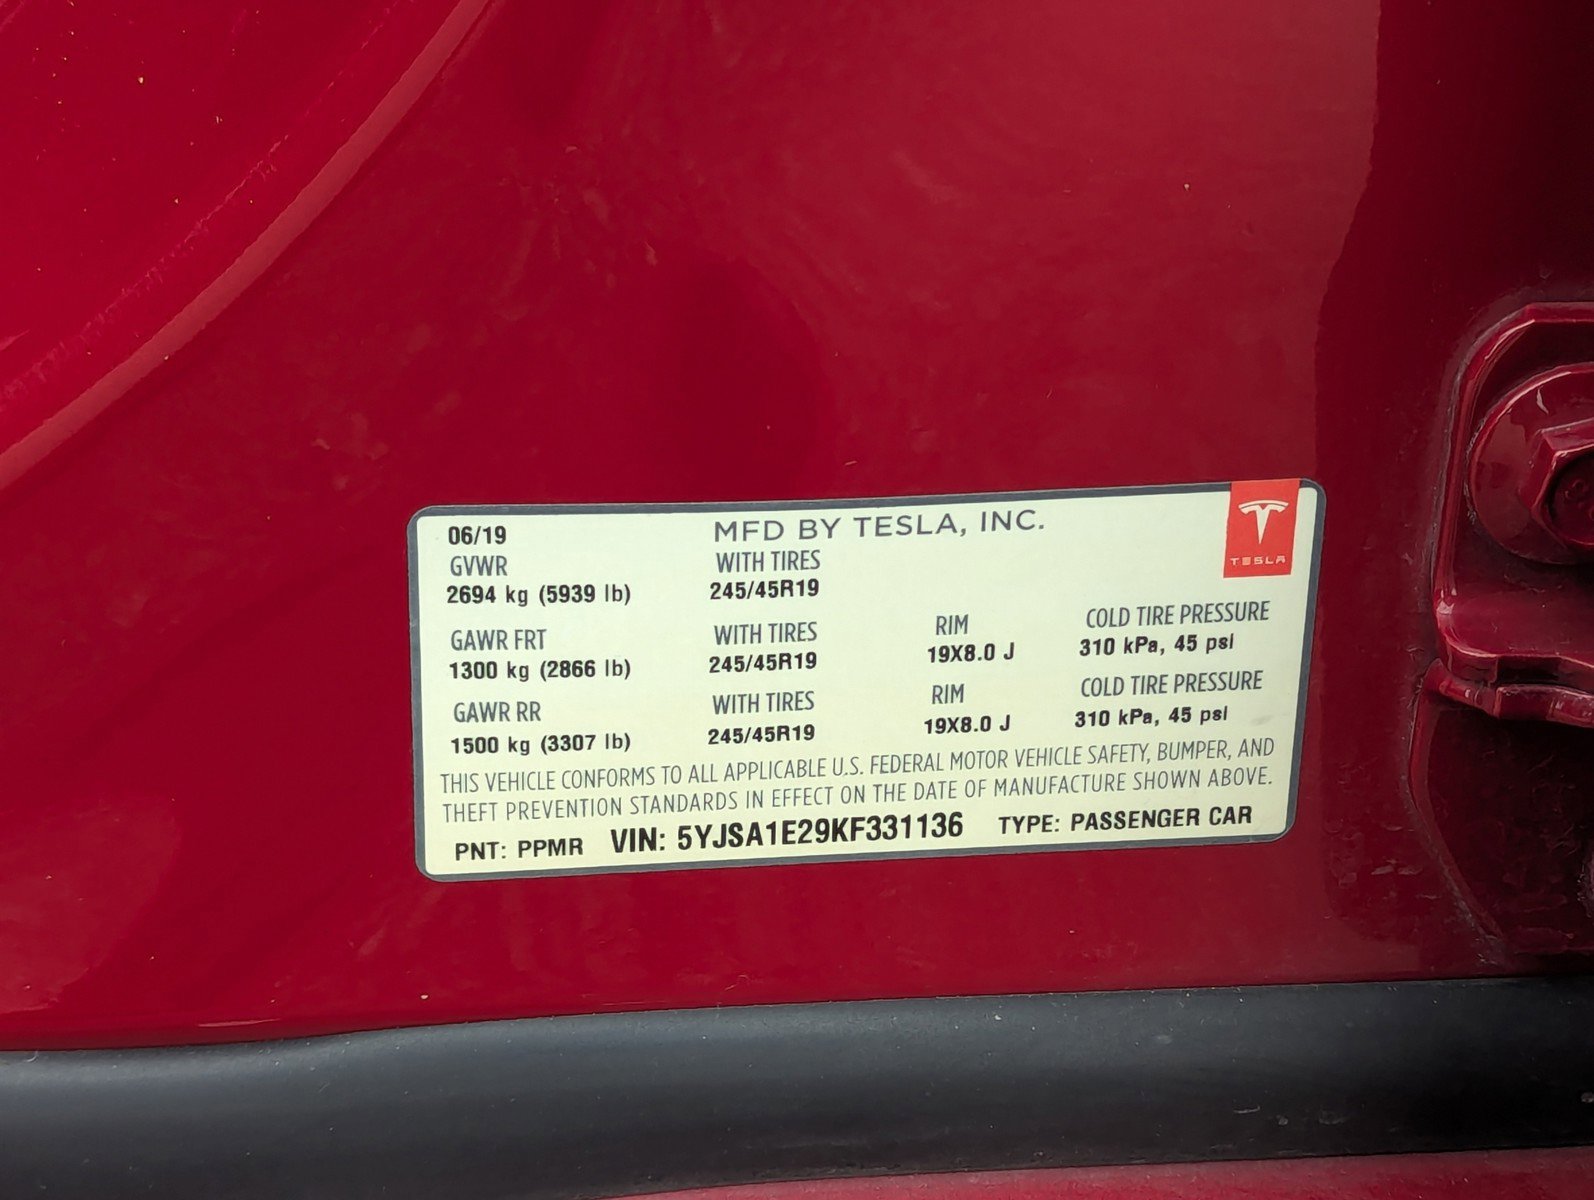 06/19 MFD BY TESLA, INC.
TESLA
GVWR WITH TIRES
2694 kg (5939 lb) 245/45R19
GAWR FRT WITH TIRES RIM COLD TIRE PRESSURE
1300 kg (2866 lb) 245/45R19 19X8.0 J 310 kPa, 45 psi
GAWR RR WITH TIRES RIM COLD TIRE PRESSURE
1500 kg (3307 lb) 245/45R19 19X8.0 J 310 kPa, 45 psi
THIS VEHICLE CONFORMS TO ALL APPLICABLE U.S. FEDERAL MOTOR VEHICLE SAFETY, BUMPER, AND
THEFT PREVENTION STANDARDS IN EFFECT ON THE DATE OF MANUFACTURE SHOWN ABOVE.
PNT: PPMR VIN: 5YJSA1E29KF331136 TYPE: PASSENGER CAR